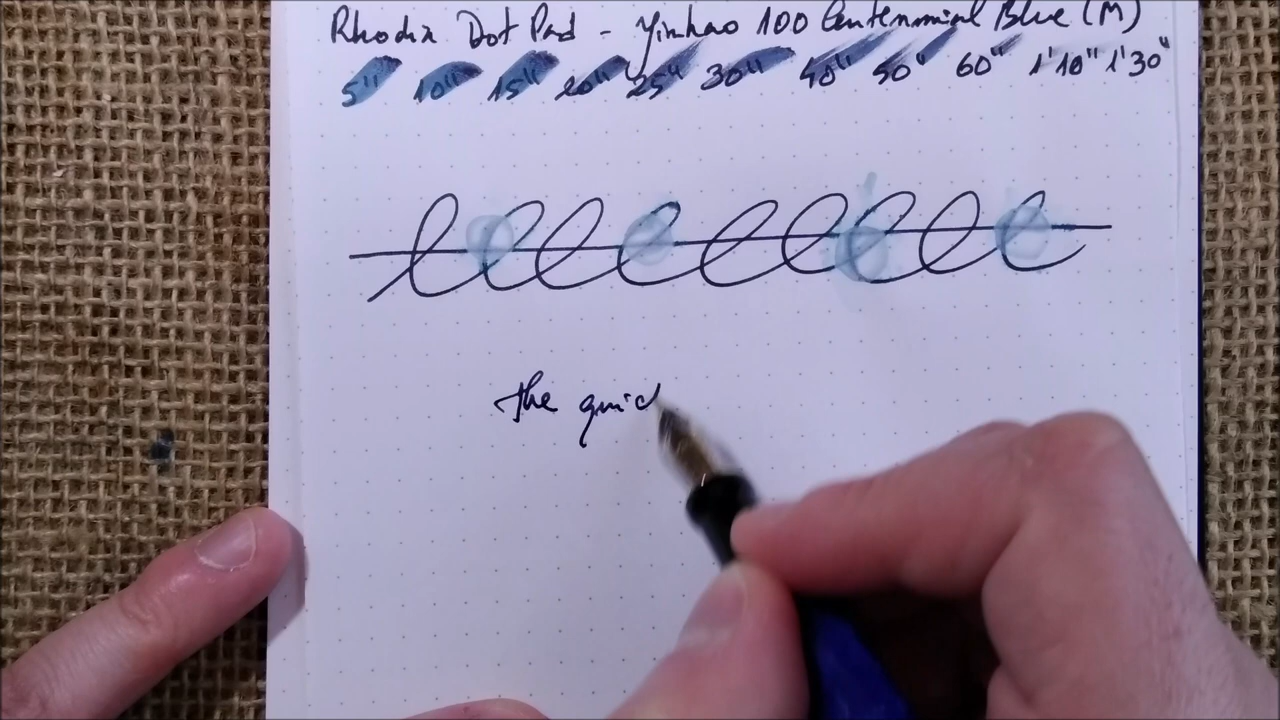 Rhodia Dot Pad - Yinhao 100 Centennial Blue (M)
5" 10" 15" 20" 25" 30" 40" 50" 60" 1'10" 1'30"
the quic